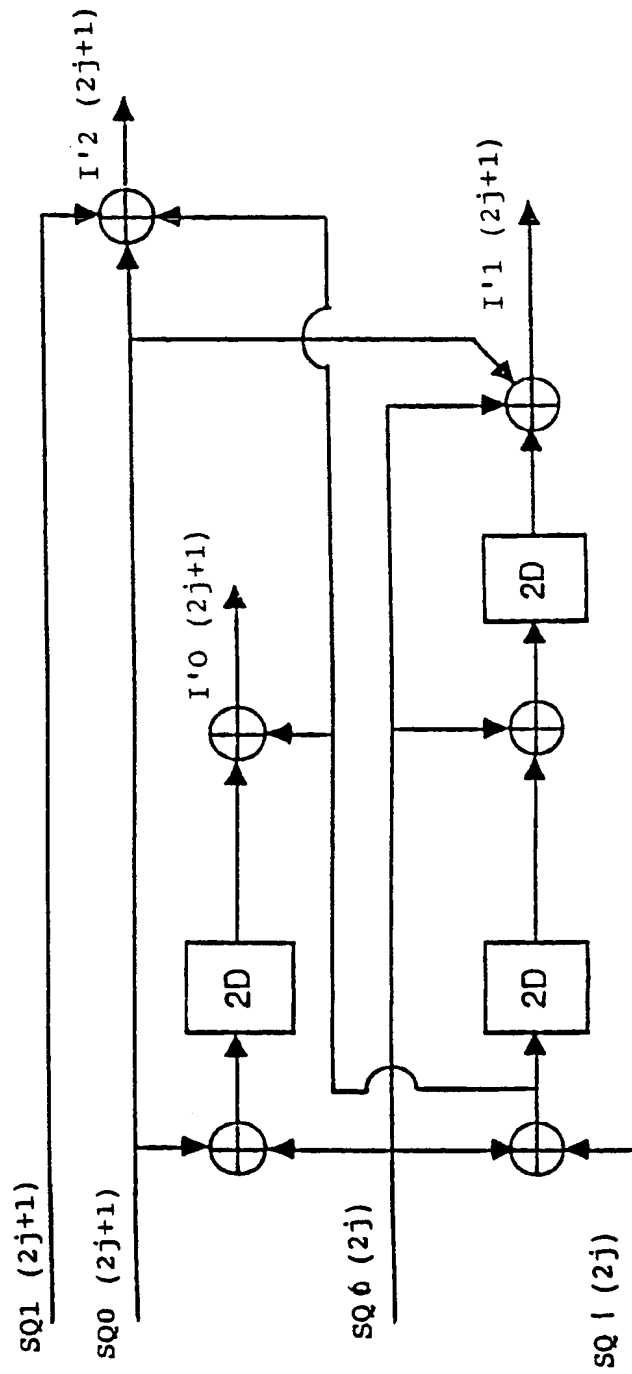 SQ1 (2j+1)
SQ0 (2j+1)
SQ0 (2j)
SQ1 (2j)
2D
2D
2D
I'0 (2j+1)
I'2 (2j+1)
I'1 (2j+1)